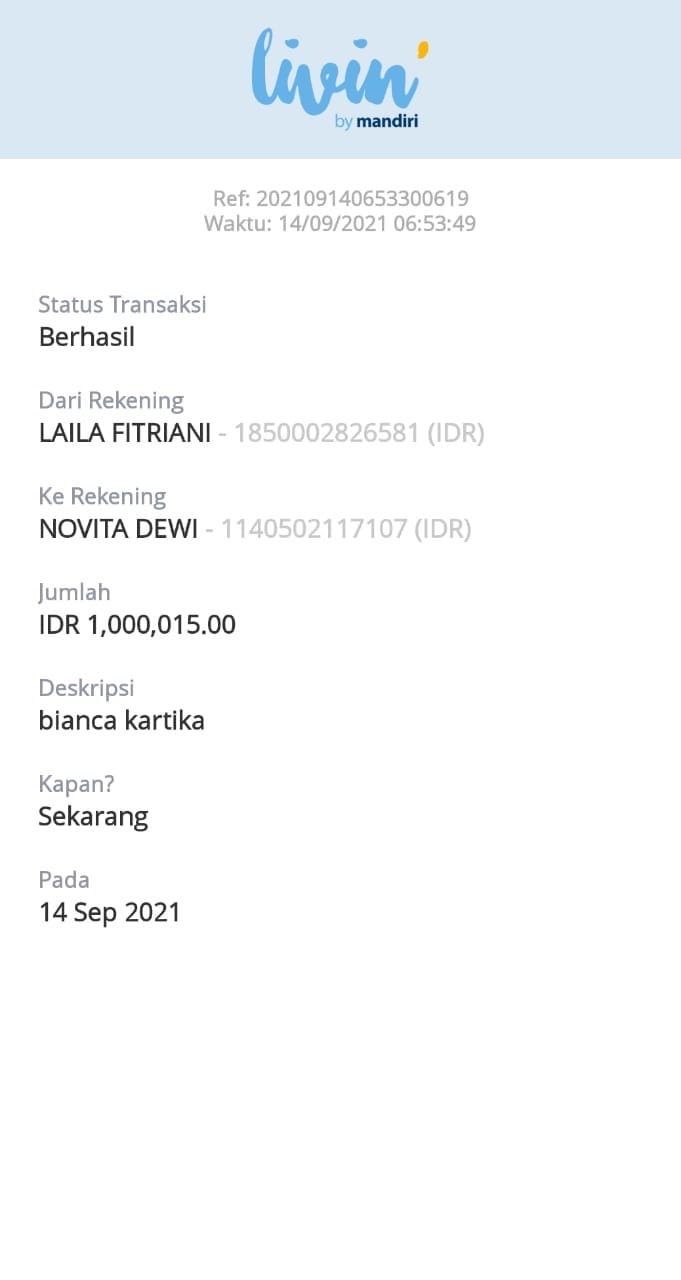 livin'
by mandiri
Ref: 202109140653300619
Waktu: 14/09/2021 06:53:49
Status Transaksi
Berhasil
Dari Rekening
LAILA FITRIANI - 1850002826581 (IDR)
Ke Rekening
NOVITA DEWI - 1140502117107 (IDR)
Jumlah
IDR 1,000,015.00
Deskripsi
bianca kartika
Kapan?
Sekarang
Pada
14 Sep 2021